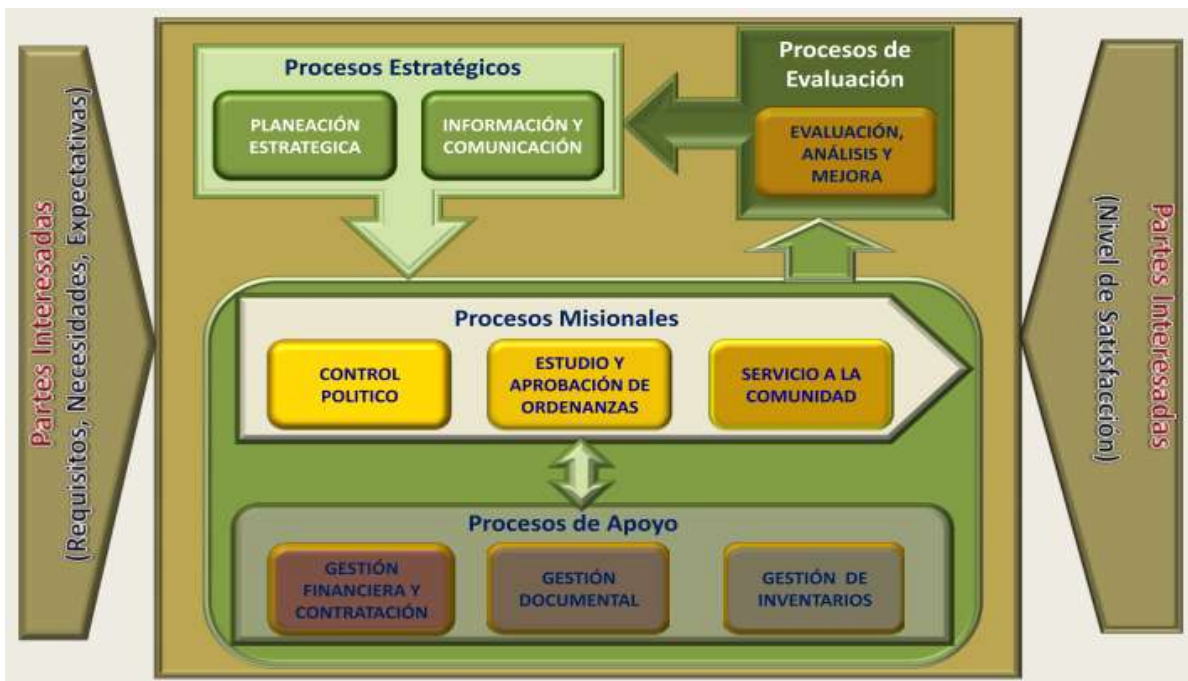 Partes Interesadas
(Requisitos, Necesidades, Expectativas)
Procesos Estratégicos
PLANEACIÓN
ESTRATEGICA
INFORMACIÓN Y
COMUNICACIÓN
Procesos de
Evaluación
EVALUACIÓN,
ANÁLISIS Y
MEJORA
Procesos Misionales
CONTROL
POLITICO
ESTUDIO Y
APROBACIÓN DE
ORDENANZAS
SERVICIO A LA
COMUNIDAD
Procesos de Apoyo
GESTIÓN
FINANCIERA Y
CONTRATACIÓN
GESTIÓN
DOCUMENTAL
GESTIÓN DE
INVENTARIOS
Partes Interesadas
(Nivel de Satisfacción)